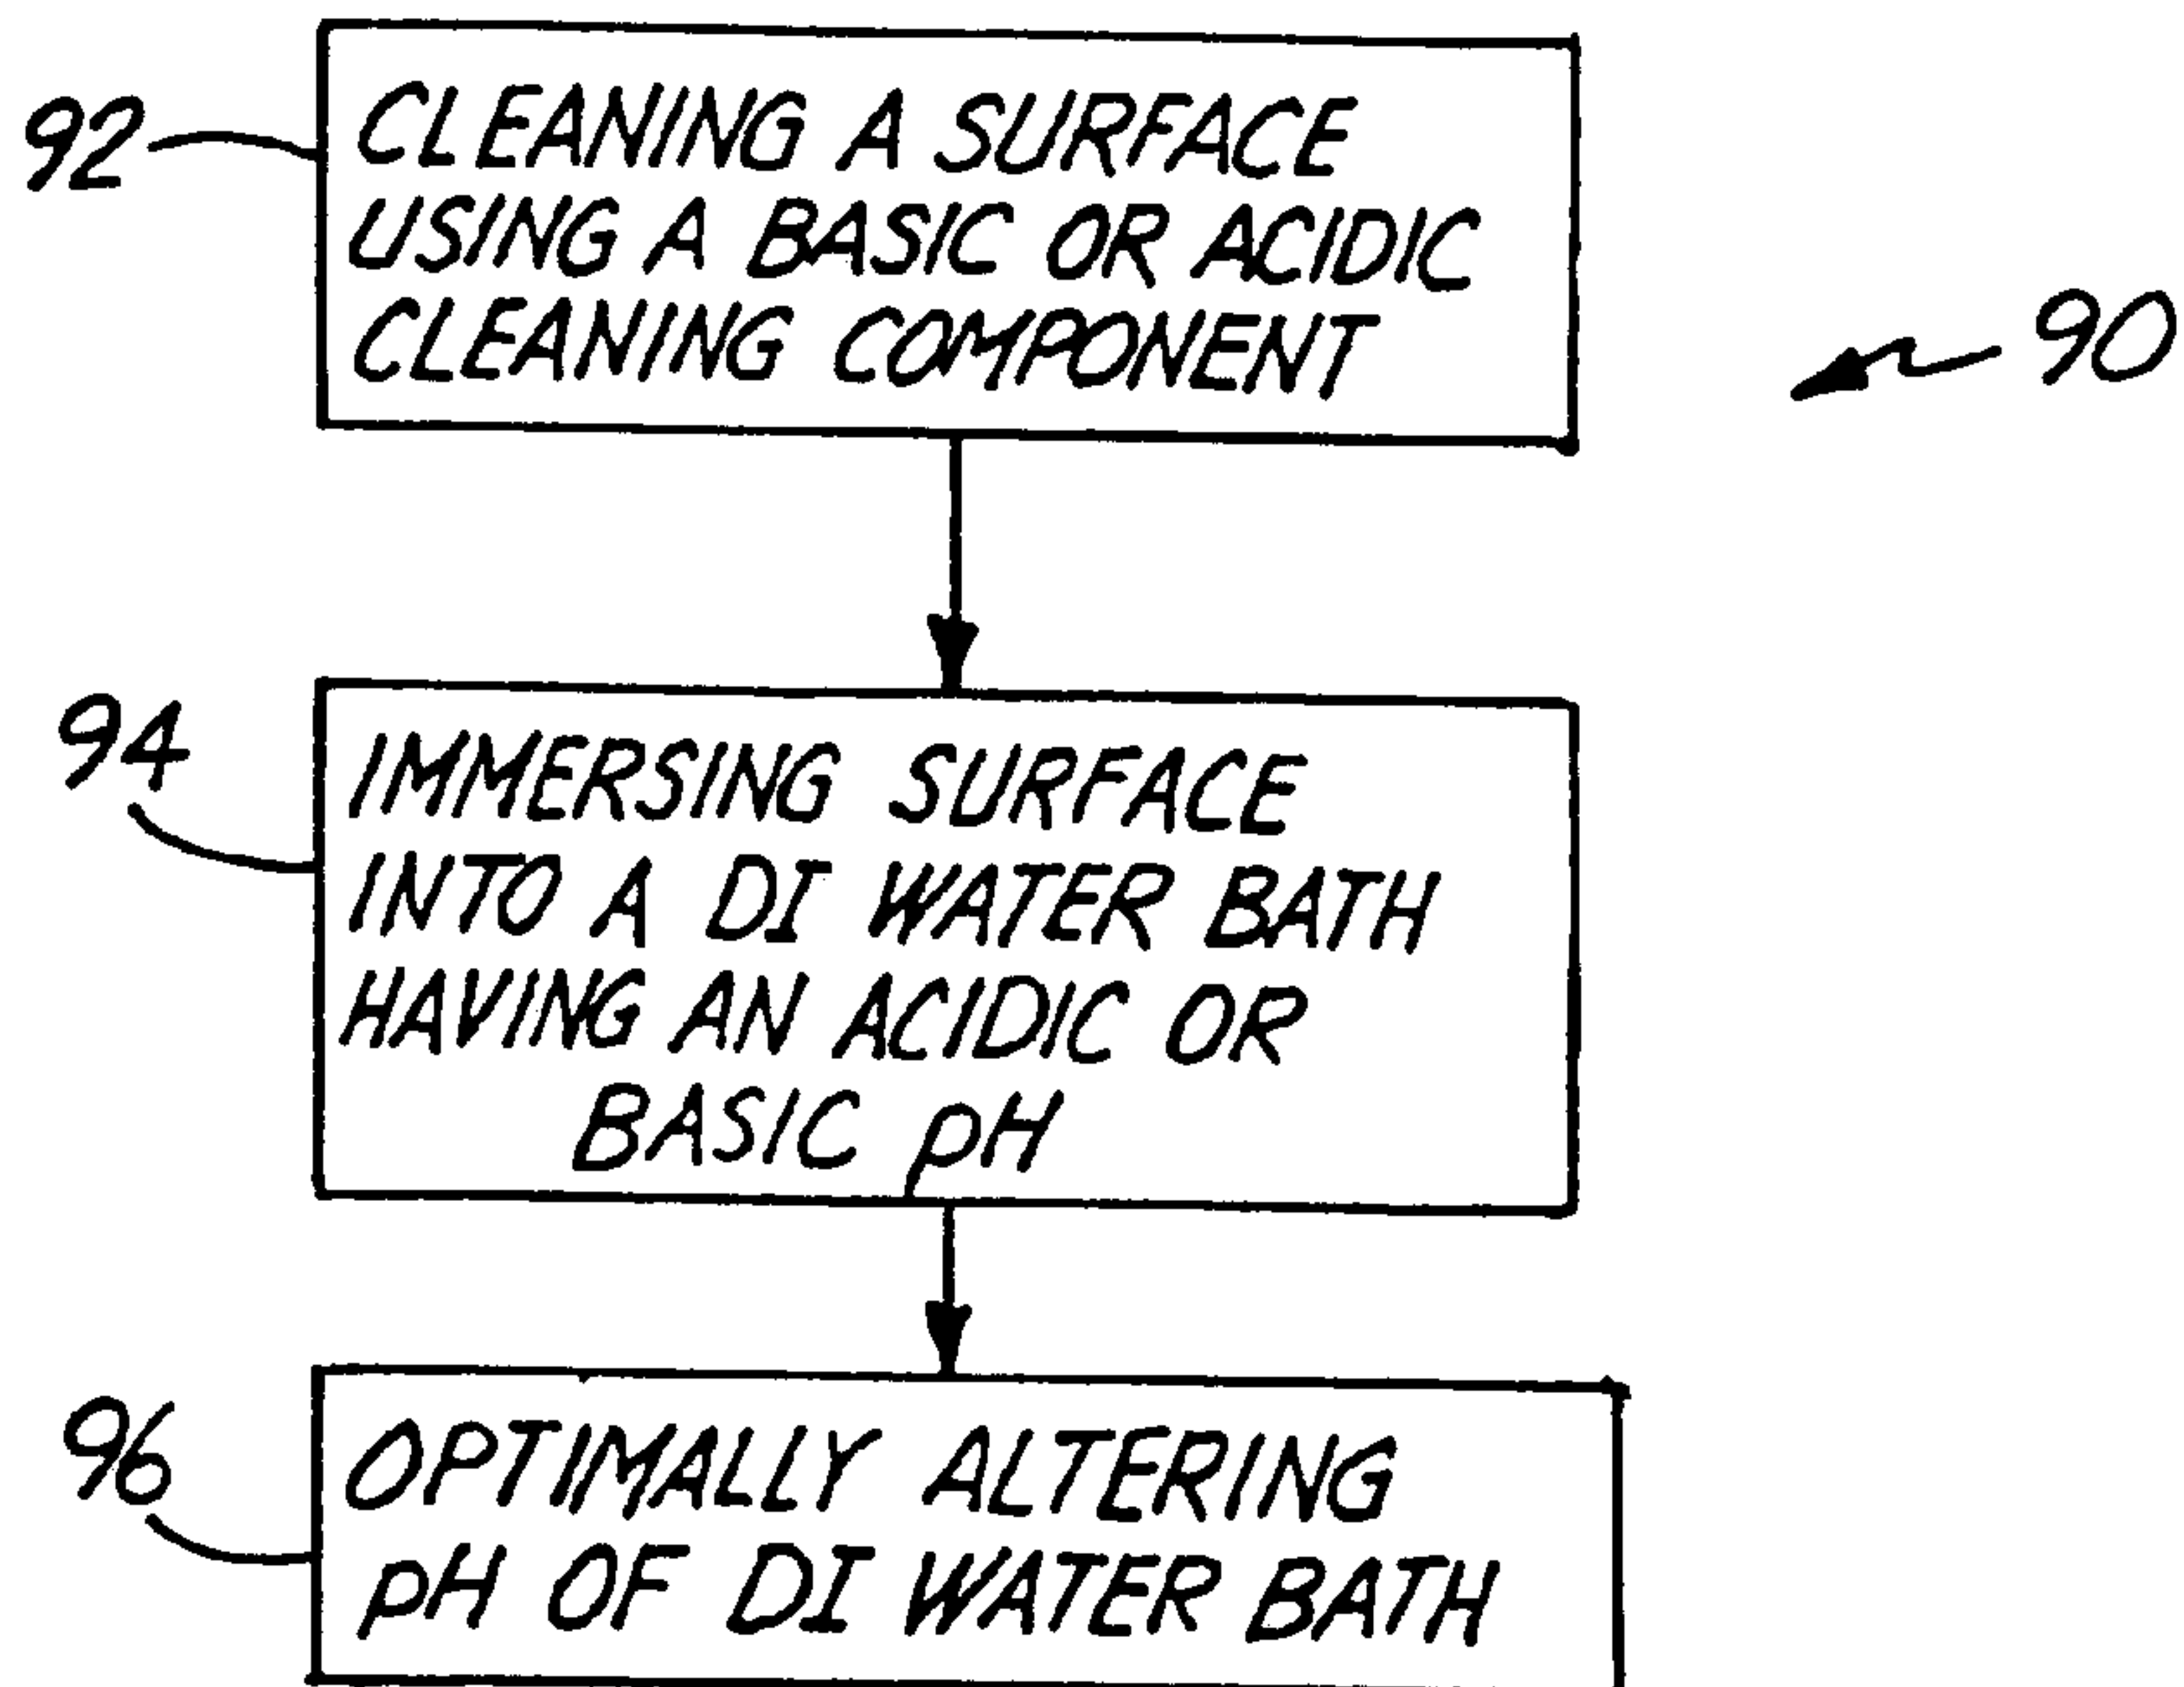 92
CLEANING A SURFACE
USING A BASIC OR ACIDIC
CLEANING COMPONENT
90
94
IMMERSING SURFACE
INTO A DI WATER BATH
HAVING AN ACIDIC OR
BASIC pH
96
OPTIMALLY ALTERING
pH OF DI WATER BATH